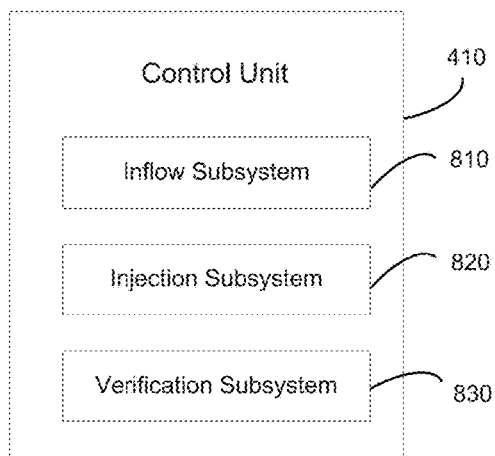 Control Unit
410
Inflow Subsystem
810
Injection Subsystem
820
Verification Subsystem
830